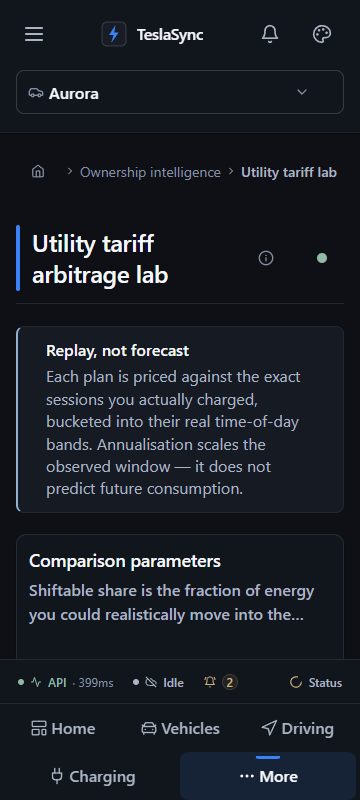 TeslaSync
Aurora
Ownership intelligence
Utility tariff lab
Utility tariff
arbitrage lab
Replay, not forecast
Each plan is priced against the exact
sessions you actually charged,
bucketed into their real time-of-day
bands. Annualisation scales the
observed window — it does not
predict future consumption.
Comparison parameters
Shiftable share is the fraction of energy
you could realistically move into the...
API · 399ms
Idle
2
Status
Home
Vehicles
Driving
Charging
More